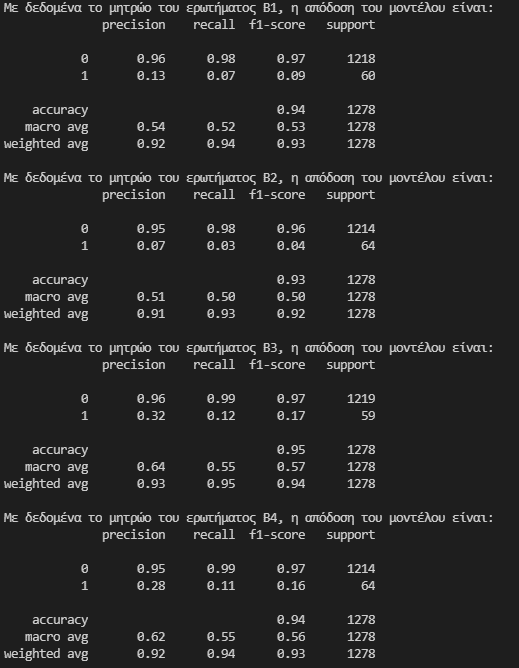 Με δεδομένα το μητρώο του ερωτήματος Β1, η απόδοση του μοντέλου είναι:
precision recall f1-score support
0 0.96 0.98 0.97 1218
1 0.13 0.07 0.09 60
accuracy 0.94 1278
macro avg 0.54 0.52 0.53 1278
weighted avg 0.92 0.94 0.93 1278
Με δεδομένα το μητρώο του ερωτήματος Β2, η απόδοση του μοντέλου είναι:
precision recall f1-score support
0 0.95 0.98 0.96 1214
1 0.07 0.03 0.04 64
accuracy 0.93 1278
macro avg 0.51 0.50 0.50 1278
weighted avg 0.91 0.93 0.92 1278
Με δεδομένα το μητρώο του ερωτήματος Β3, η απόδοση του μοντέλου είναι:
precision recall f1-score support
0 0.96 0.99 0.97 1219
1 0.32 0.12 0.17 59
accuracy 0.95 1278
macro avg 0.64 0.55 0.57 1278
weighted avg 0.93 0.95 0.94 1278
Με δεδομένα το μητρώο του ερωτήματος Β4, η απόδοση του μοντέλου είναι:
precision recall f1-score support
0 0.95 0.99 0.97 1214
1 0.28 0.11 0.16 64
accuracy 0.94 1278
macro avg 0.62 0.55 0.56 1278
weighted avg 0.92 0.94 0.93 1278